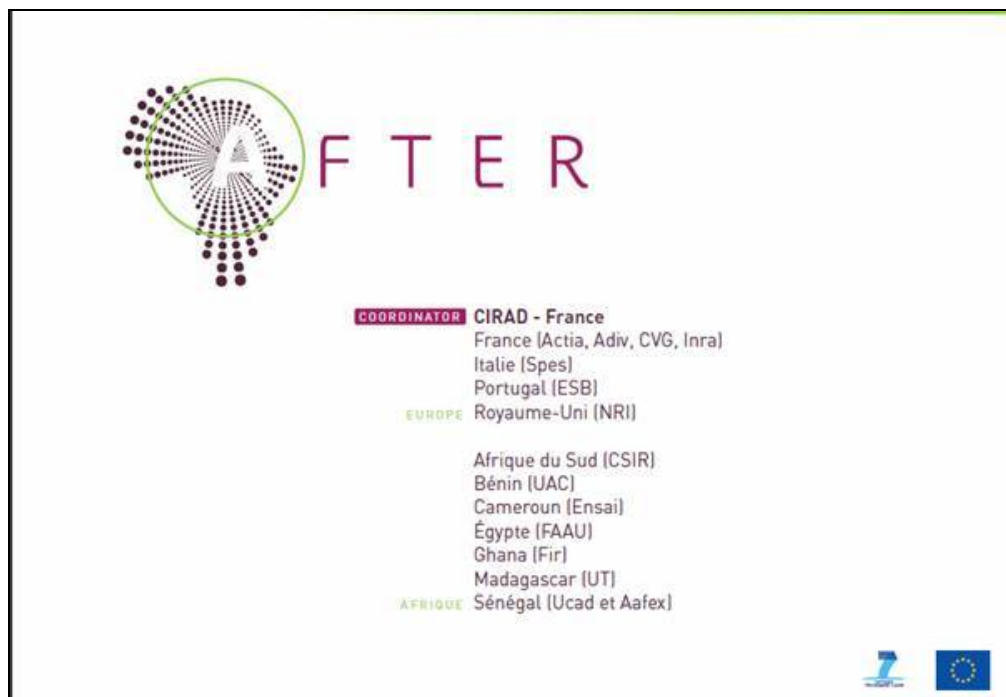 AFTER
COORDINATOR CIRAD - France
France (Actia, Adiv, CVG, Inra)
Italie (Spes)
Portugal (ESB)
EUROPE Royaume-Uni (NRI)
Afrique du Sud (CSIR)
Bénin (UAC)
Cameroun (Ensai)
Égypte (FAAU)
Ghana (Fir)
Madagascar (UT)
AFRIQUE Sénégal (Ucad et Aafex)
7